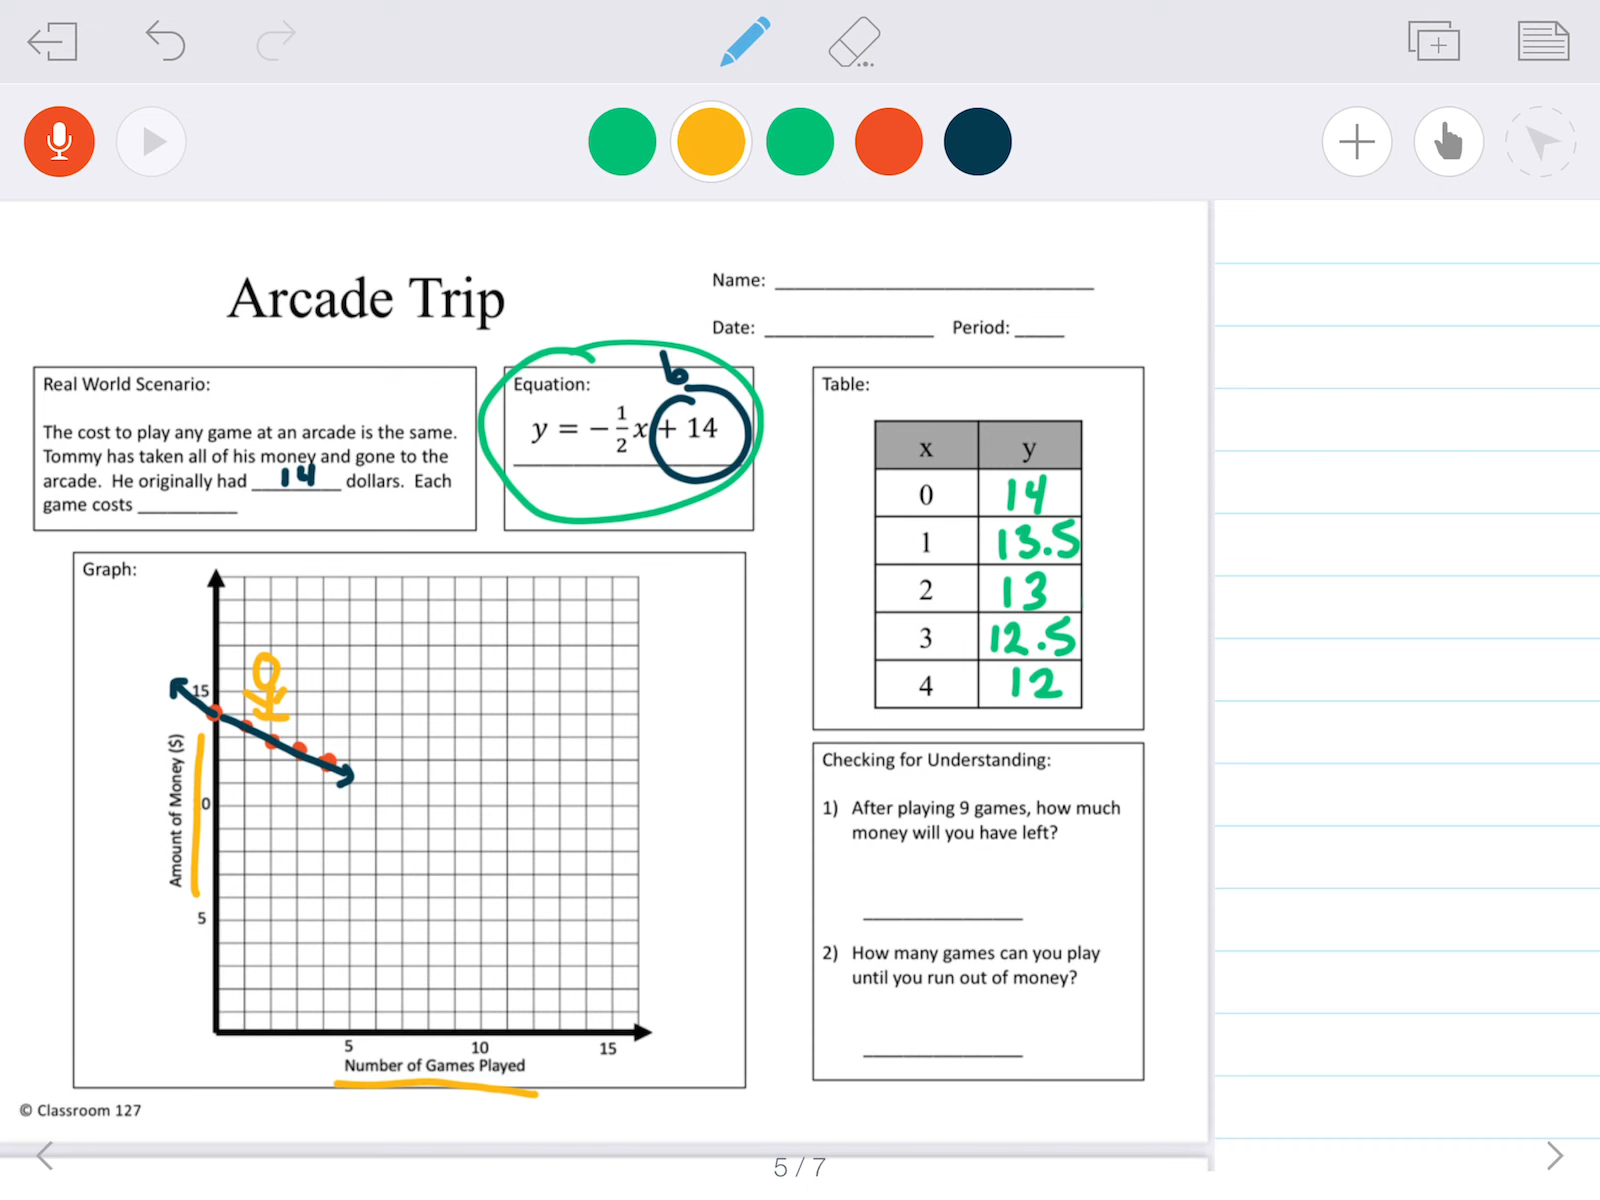 Arcade Trip
Name: ______________
Date: ______________ Period: _____
Real World Scenario:
The cost to play any game at an arcade is the same.
Tommy has taken all of his money and gone to the
arcade. He originally had 14 dollars. Each
game costs __________
Equation:
b
y = −1/2x + 14
Table:
x y
0 14
1 13.5
2 13
3 12.5
4 12
Graph:
15
0
5
Amount of Money ($)
5 10 15
Number of Games Played
Checking for Understanding:
1) After playing 9 games, how much
money will you have left?
2) How many games can you play
until you run out of money?
© Classroom 127
5 / 7